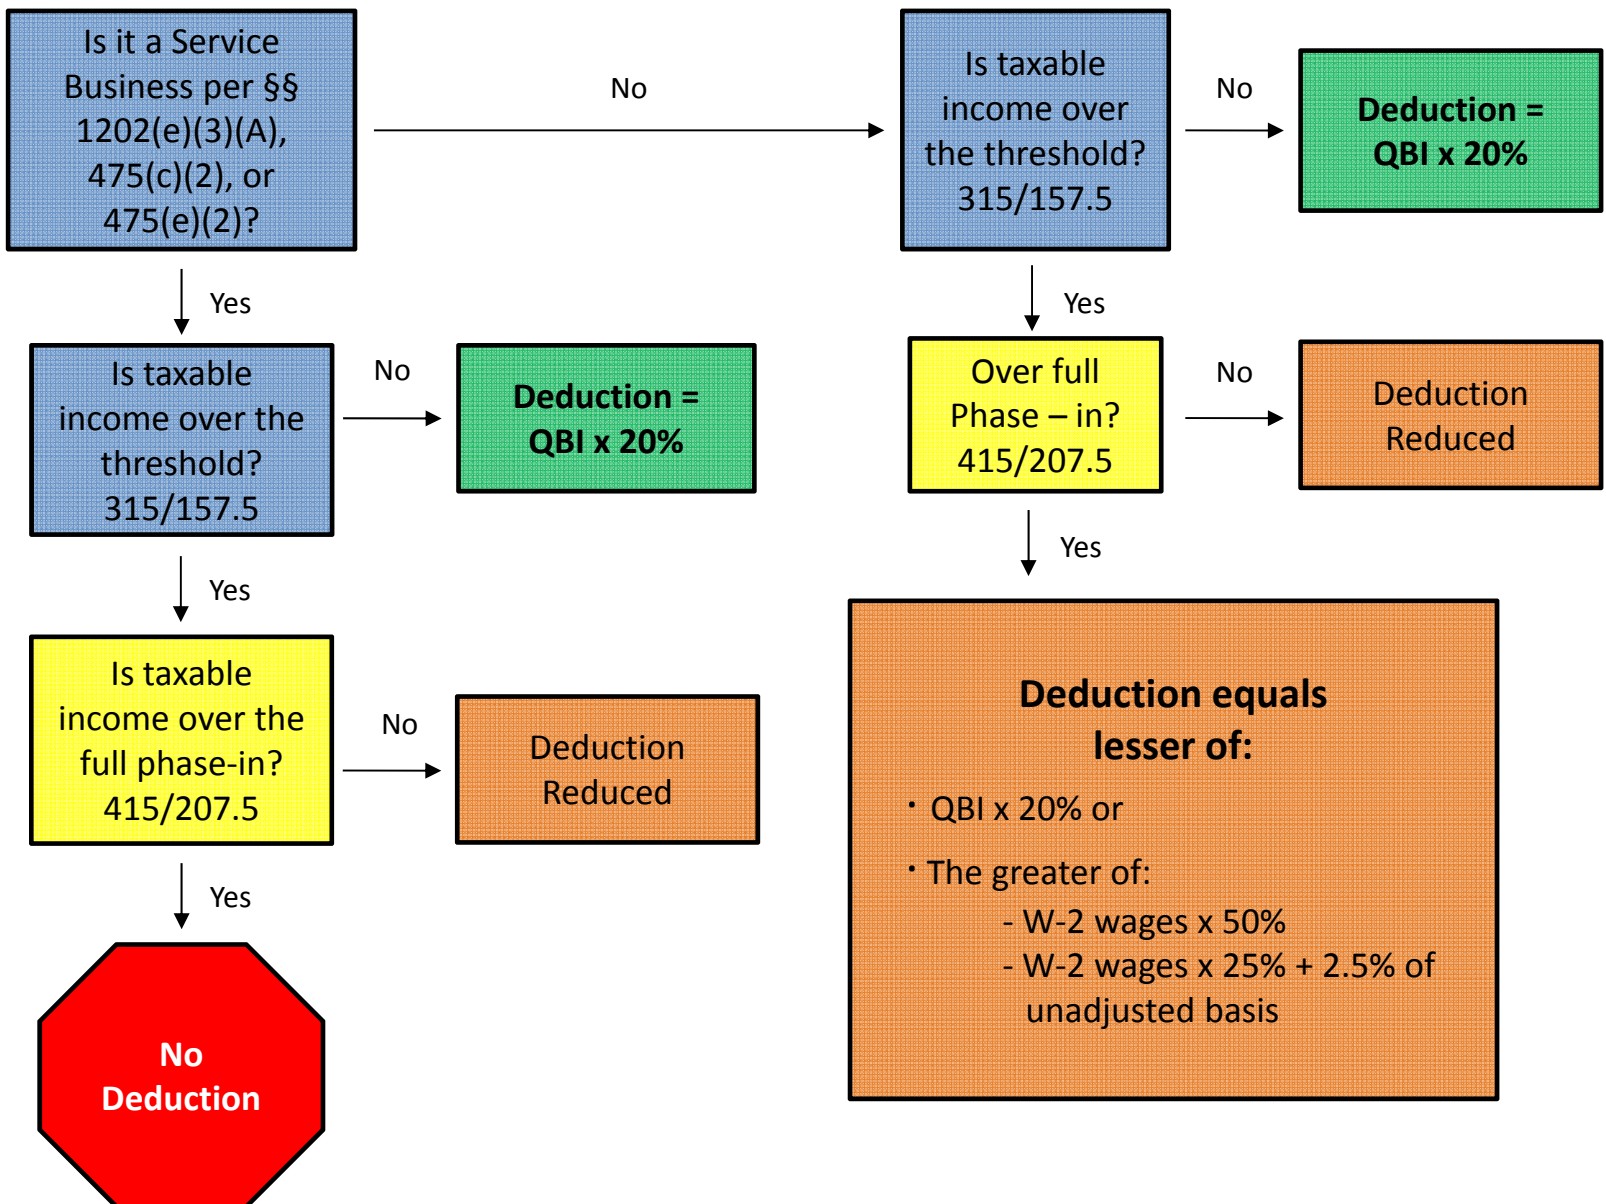 Is it a Service
Business per §§
1202(e)(3)(A),
475(c)(2), or
475(e)(2)?
No
Is taxable
income over
the threshold?
315/157.5
No
Deduction =
QBI x 20%
Yes
Yes
Is taxable
income over the
threshold?
315/157.5
No
Deduction =
QBI x 20%
Over full
Phase – in?
415/207.5
No
Deduction
Reduced
Yes
Yes
Is taxable
income over the
full phase-in?
415/207.5
No
Deduction
Reduced
Deduction equals
lesser of:
· QBI x 20% or
· The greater of:
- W-2 wages x 50%
- W-2 wages x 25% + 2.5% of
unadjusted basis
Yes
No
Deduction